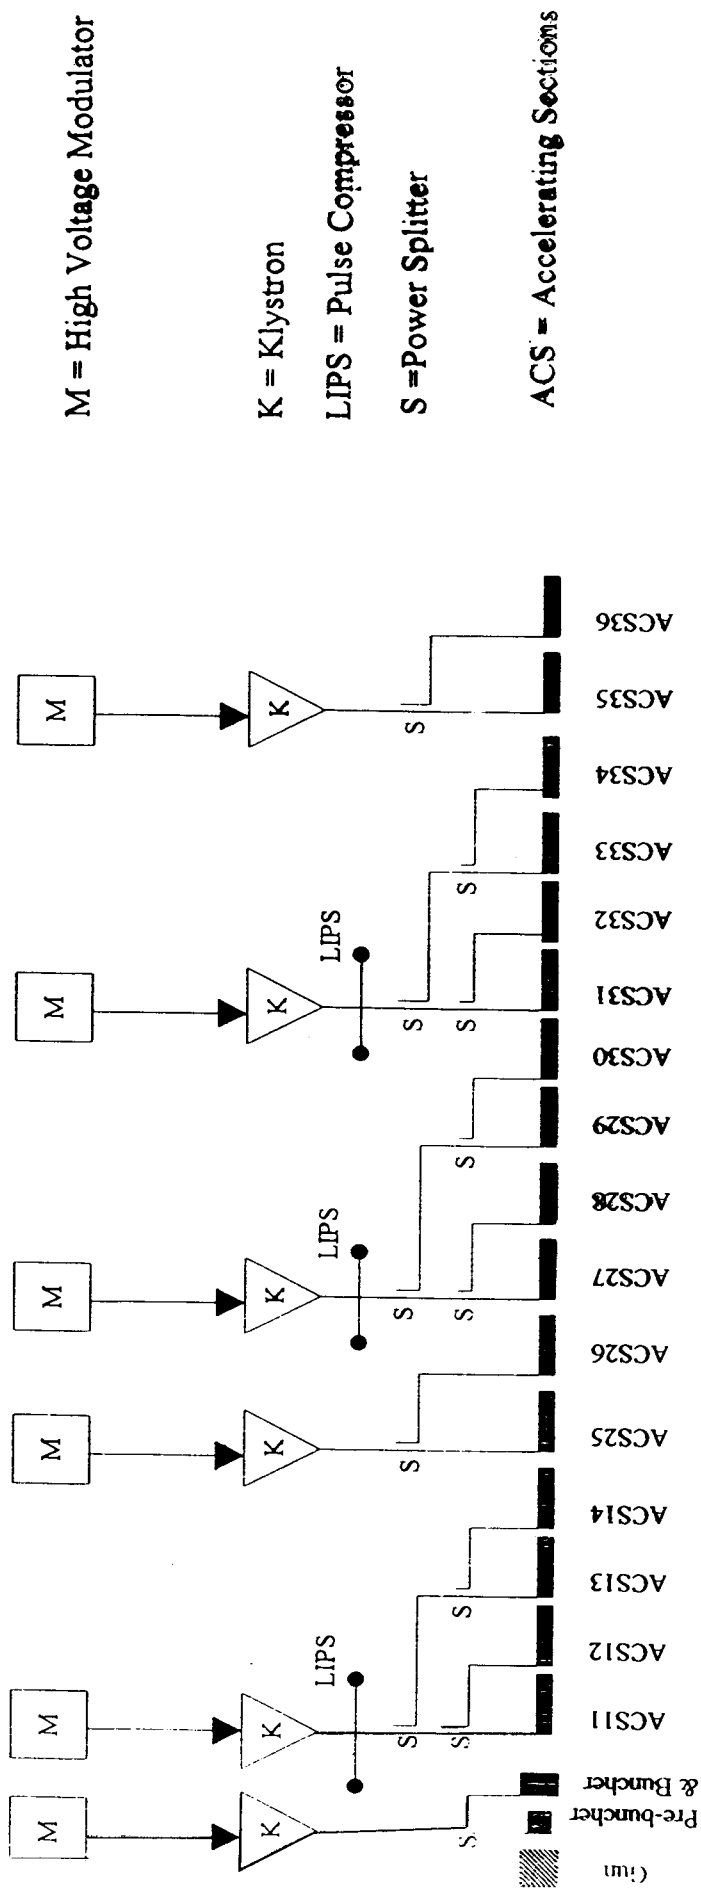 M = High Voltage Modulator
K = Klystron
LIPS = Pulse Compressor
S =Power Splitter
ACS = Accelerating Sections
M
M
M
M
M
M
K
K
K
K
K
K
LIPS
LIPS
LIPS
S
S
S
S
S
S
S
S
S
S
S
S
Gun
Pre-buncher
& Buncher
ACS11
ACS12
ACS13
ACS14
ACS25
ACS26
ACS27
ACS28
ACS29
ACS30
ACS31
ACS32
ACS33
ACS34
ACS35
ACS36